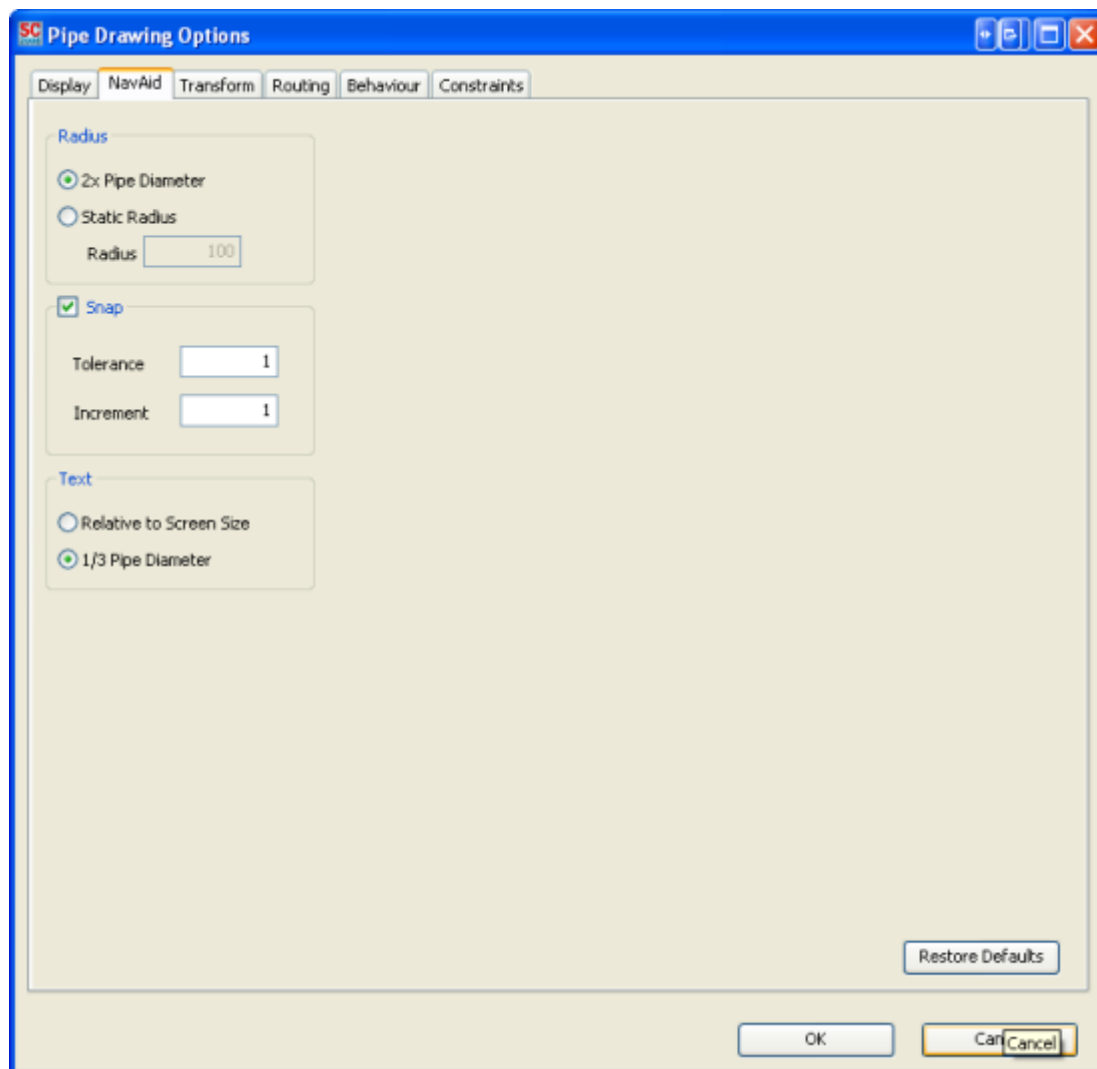 SC Pipe Drawing Options
Display NavAid Transform Routing Behaviour Constraints
Radius
2x Pipe Diameter
Static Radius
Radius 100
Snap
Tolerance 1
Increment 1
Text
Relative to Screen Size
1/3 Pipe Diameter
Restore Defaults
OK Can
Cancel